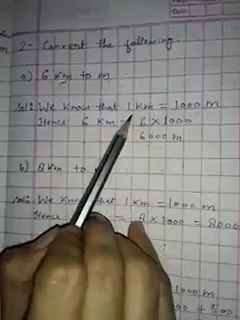 2- Convert the following.
a) 6 Km to m
Sol: We know that 1 Km = 1000 m
Hence 6 Km = 6 X 1000
6000 m
b) 8 Km to m
Sol: We know that 1 Km = 1000 m
Hence = 8 X 1000 = 8000
1000 m
+ 500